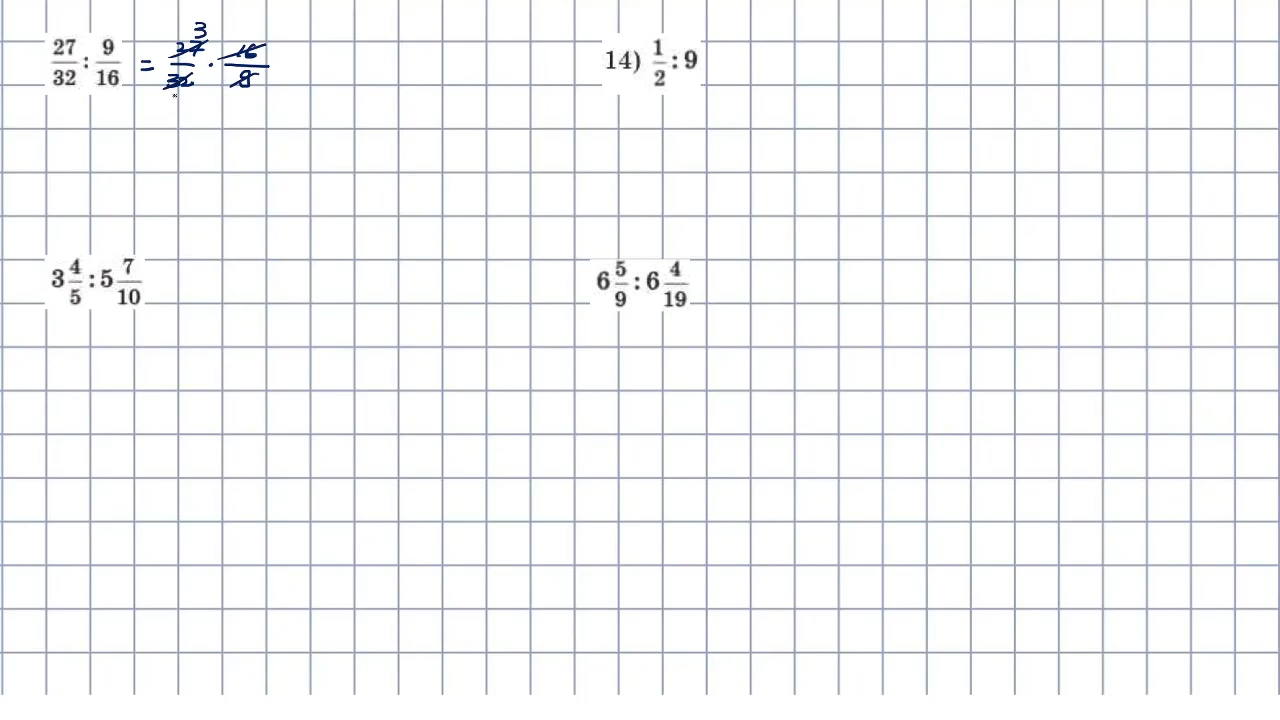 27/32 : 9/16 = 27/32 · 16/9
3
14) 1/2 : 9
3 4/5 : 5 7/10
6 5/9 : 6 4/19